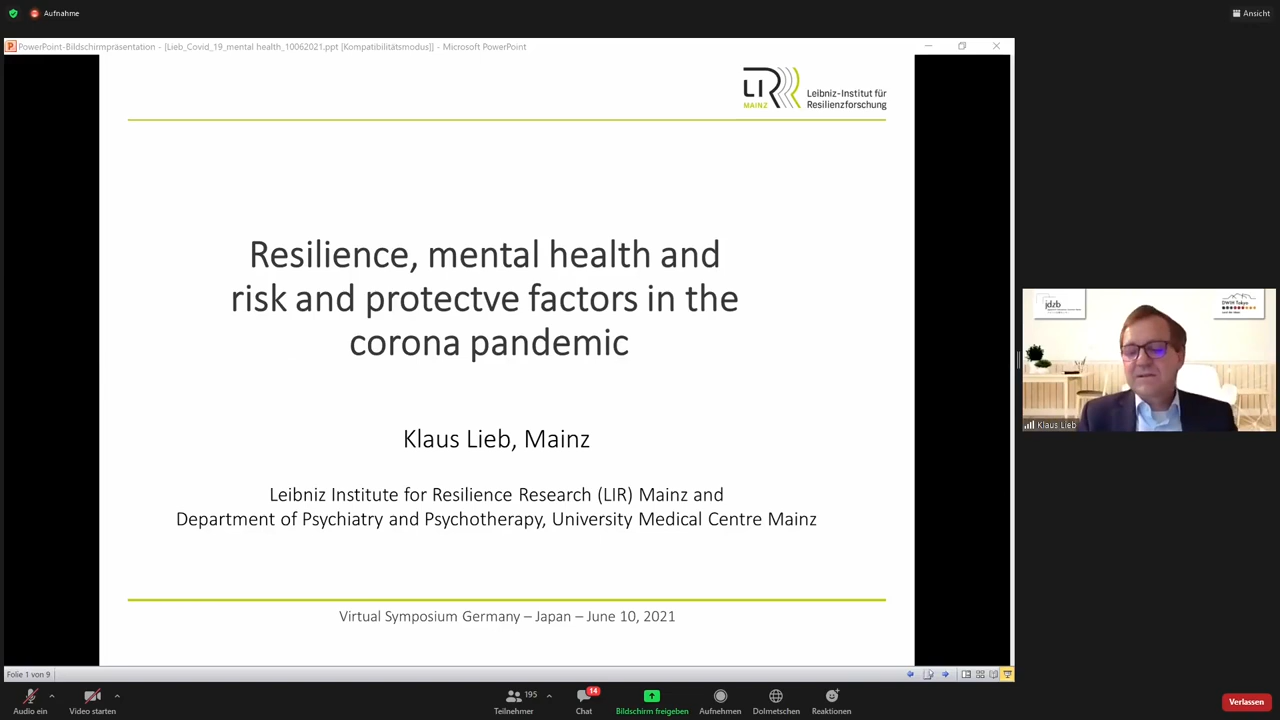 Aufnahme
Ansicht
PowerPoint-Bildschirmpräsentation - [Lieb_Covid_19_mental health_10062021.ppt [Kompatibilitätsmodus]] - Microsoft PowerPoint
LIR
MAINZ
Leibniz-Institut für
Resilienzforschung
Resilience, mental health and
risk and protectve factors in the
corona pandemic
Klaus Lieb, Mainz
Leibniz Institute for Resilience Research (LIR) Mainz and
Department of Psychiatry and Psychotherapy, University Medical Centre Mainz
Virtual Symposium Germany – Japan – June 10, 2021
jdzb
DWIH Tokyo
Klaus Lieb
Folie 1 von 9
Audio ein
Video starten
195
Teilnehmer
14
Chat
Bildschirm freigeben
Aufnehmen
Dolmetschen
Reaktionen
Verlassen